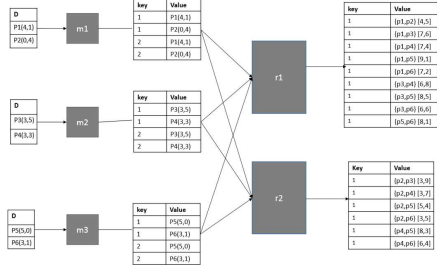 D
P1(4,1)
P2(0,4)
m1
key Value
1 P1(4,1)
1 P2(0,4)
2 P1(4,1)
2 P2(0,4)
D
P3(3,5)
P4(3,3)
m2
key Value
1 P3(3,5)
1 P4(3,3)
2 P3(3,5)
2 P4(3,3)
D
P5(5,0)
P6(3,1)
m3
key Value
1 P5(5,0)
1 P6(3,1)
2 P5(5,0)
2 P6(3,1)
r1
r2
key Value
1 {p1,p2} [4,5]
1 {p1,p3} [7,6]
1 {p1,p4} [7,4]
1 {p1,p5} [9,1]
1 {p1,p6} [7,2]
1 {p3,p4} [6,8]
1 {p3,p5} [8,5]
1 {p3,p6} [6,6]
1 {p5,p6} [8,1]
Key Value
1 {p2,p3} [3,9]
1 {p2,p4} [3,7]
1 {p2,p5} [5,4]
1 {p2,p6} [3,5]
1 {p4,p5} [8,3]
1 {p4,p6} [6,4]